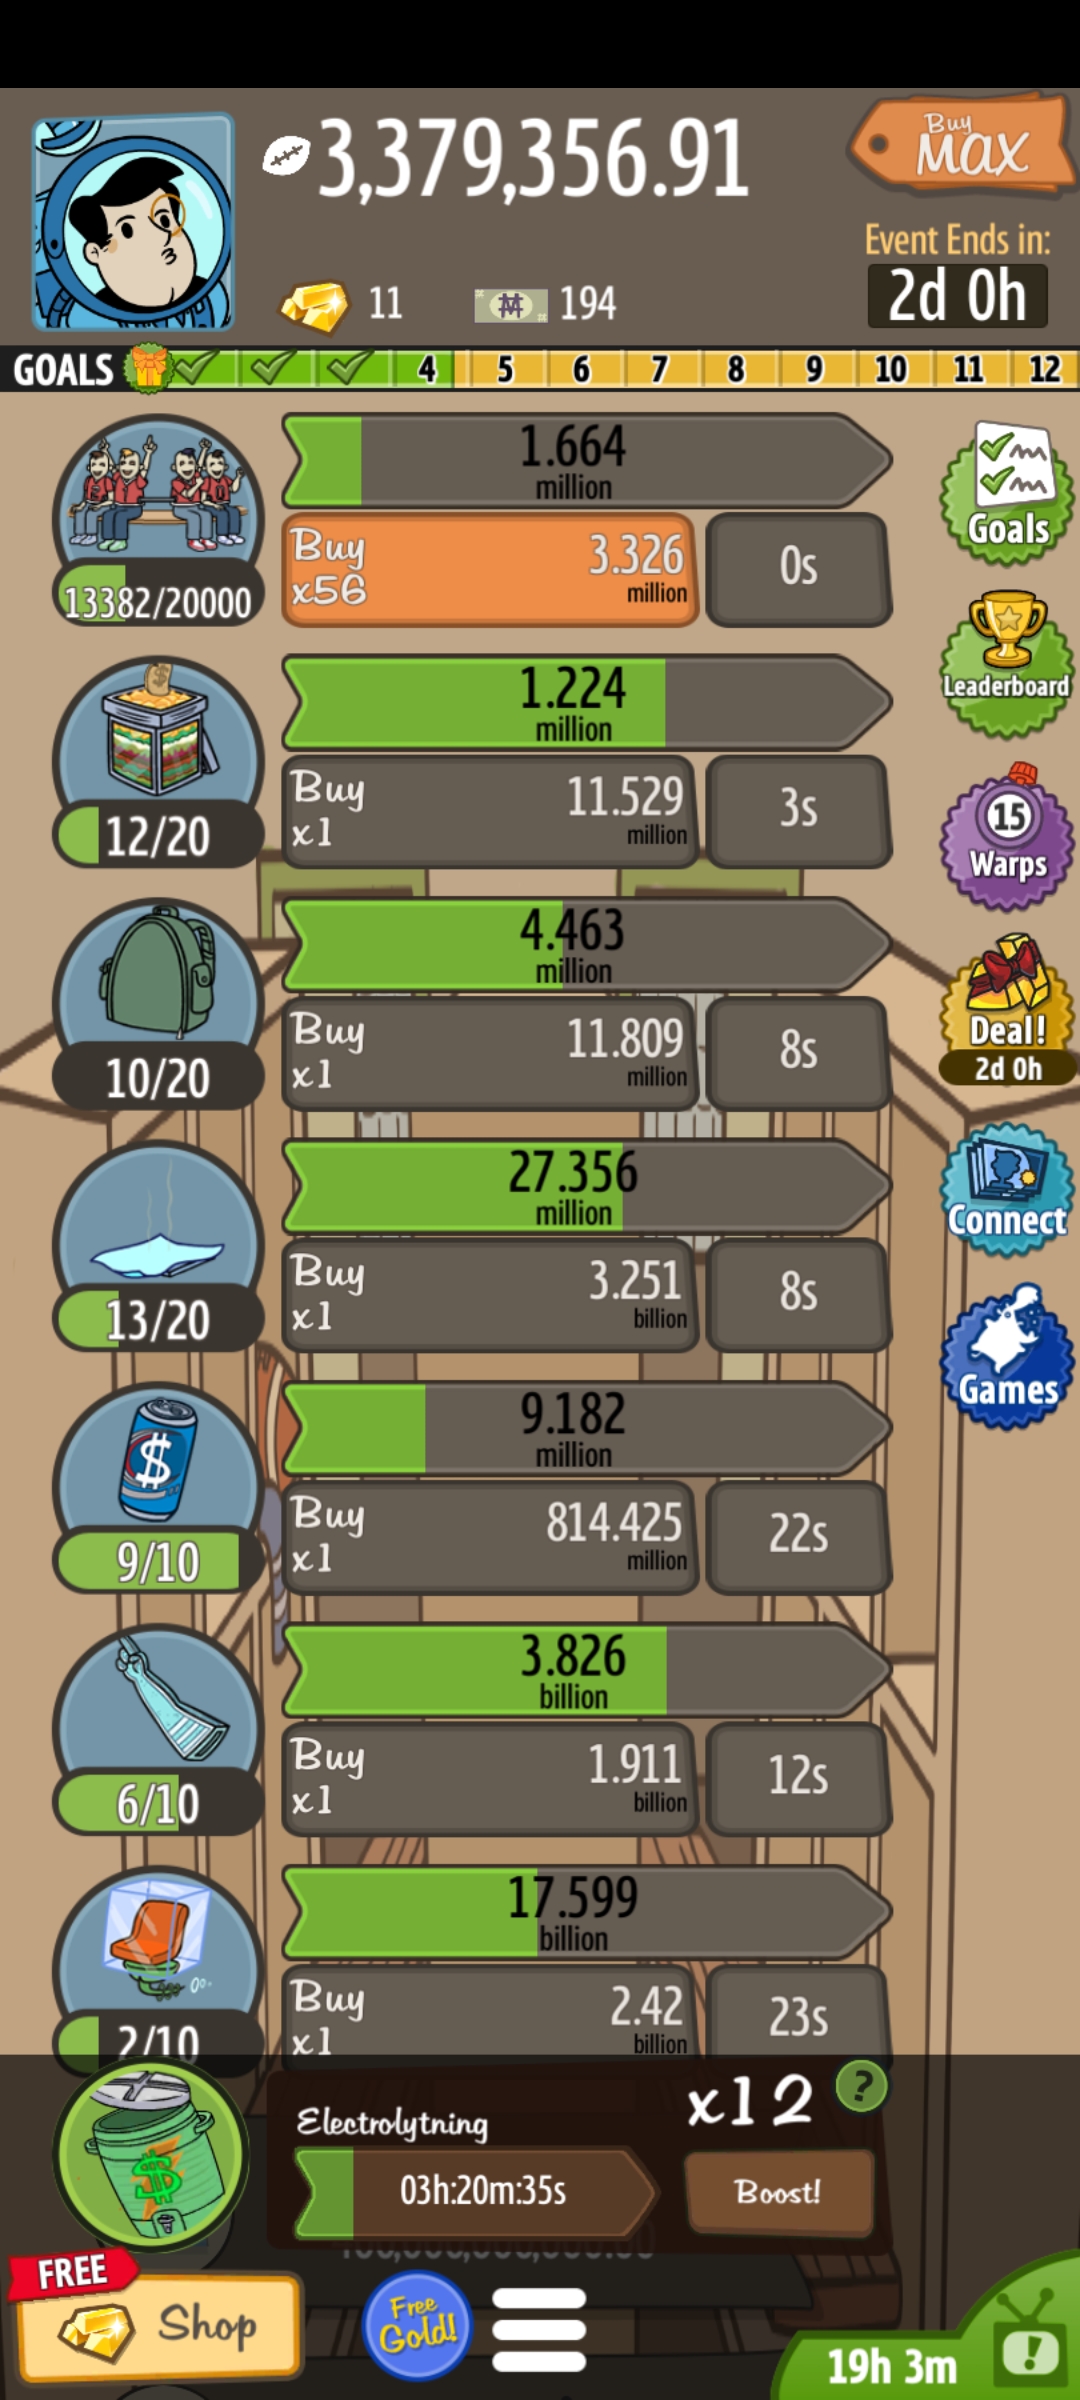 3,379,356.91
Buy
MAX
Event Ends in:
2d 0h
11
194
GOALS
4
5
6
7
8
9
10
11
12
1.664
million
13382/20000
Buy
x56
3.326
million
0s
Goals
1.224
million
Leaderboard
12/20
Buy
x1
11.529
million
3s
15
Warps
4.463
million
10/20
Buy
x1
11.809
million
8s
Deal!
2d 0h
27.356
million
13/20
Buy
x1
3.251
billion
8s
Connect
9.182
million
9/10
Buy
x1
814.425
million
22s
Games
3.826
billion
6/10
Buy
x1
1.911
billion
12s
17.599
billion
2/10
Buy
x1
2.42
billion
23s
Electrolytning
x12
?
03h:20m:35s
Boost!
FREE
Shop
Free
Gold!
19h 3m